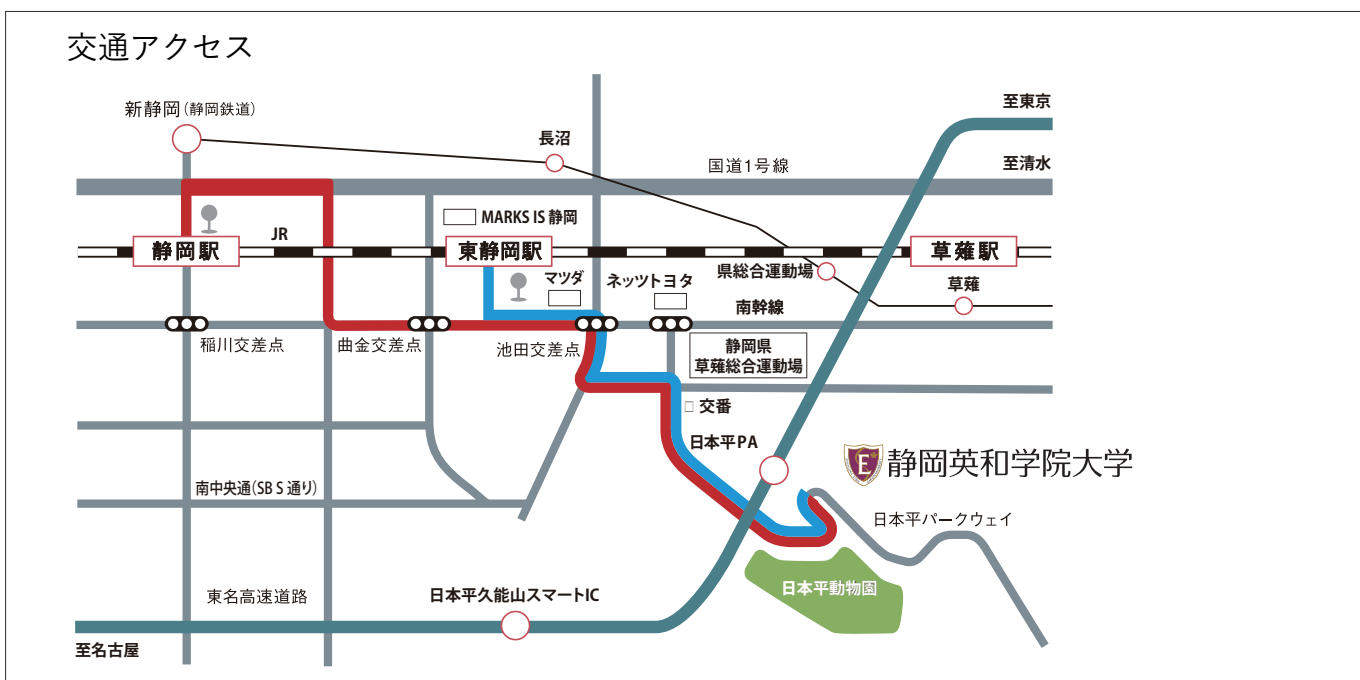 交通アクセス
至東京
新静岡(静岡鉄道)
長沼
国道1号線
至清水
MARKS IS 静岡
JR
静岡駅
東静岡駅
草薙駅
マツダ
ネッツトヨタ
県総合運動場
草薙
南幹線
稲川交差点
曲金交差点
池田交差点
静岡県
草薙総合運動場
交番
日本平PA
E
静岡英和学院大学
南中央通(SBS通り)
日本平パークウェイ
日本平動物園
東名高速道路
日本平久能山スマートIC
至名古屋